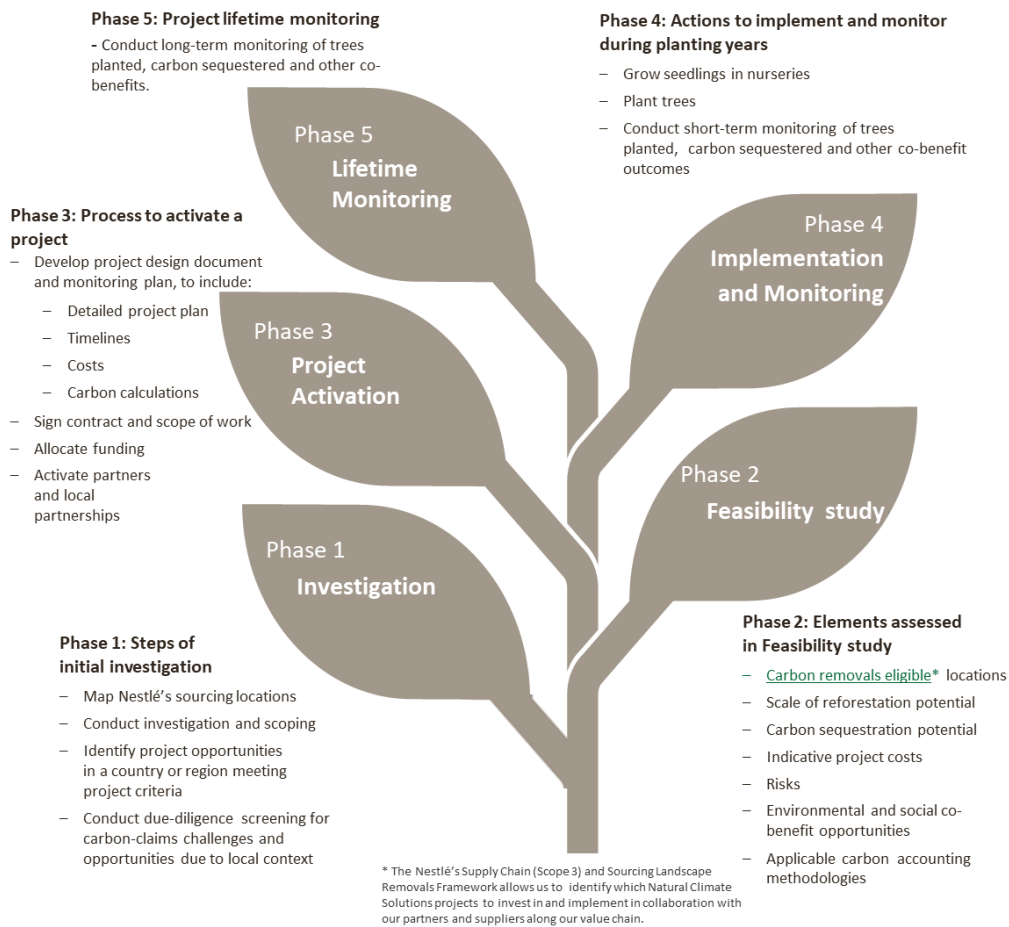 Phase 5: Project lifetime monitoring
- Conduct long-term monitoring of trees
planted, carbon sequestered and other co-
benefits.
Phase 4: Actions to implement and monitor
during planting years
– Grow seedlings in nurseries
– Plant trees
– Conduct short-term monitoring of trees
planted, carbon sequestered and other co-benefit
outcomes
Phase 5
Lifetime
Monitoring
Phase 4
Implementation
and Monitoring
Phase 3: Process to activate a
project
– Develop project design document
and monitoring plan, to include:
– Detailed project plan
– Timelines
– Costs
– Carbon calculations
– Sign contract and scope of work
– Allocate funding
– Activate partners
and local
partnerships
Phase 3
Project
Activation
Phase 2
Feasibility study
Phase 1
Investigation
Phase 1: Steps of
initial investigation
– Map Nestlé's sourcing locations
– Conduct investigation and scoping
– Identify project opportunities
in a country or region meeting
project criteria
– Conduct due-diligence screening for
carbon-claims challenges and
opportunities due to local context
Phase 2: Elements assessed
in Feasibility study
– Carbon removals eligible* locations
– Scale of reforestation potential
– Carbon sequestration potential
– Indicative project costs
– Risks
– Environmental and social co-
benefit opportunities
– Applicable carbon accounting
methodologies
* The Nestlé's Supply Chain (Scope 3) and Sourcing Landscape
Removals Framework allows us to identify which Natural Climate
Solutions projects to invest in and implement in collaboration with
our partners and suppliers along our value chain.